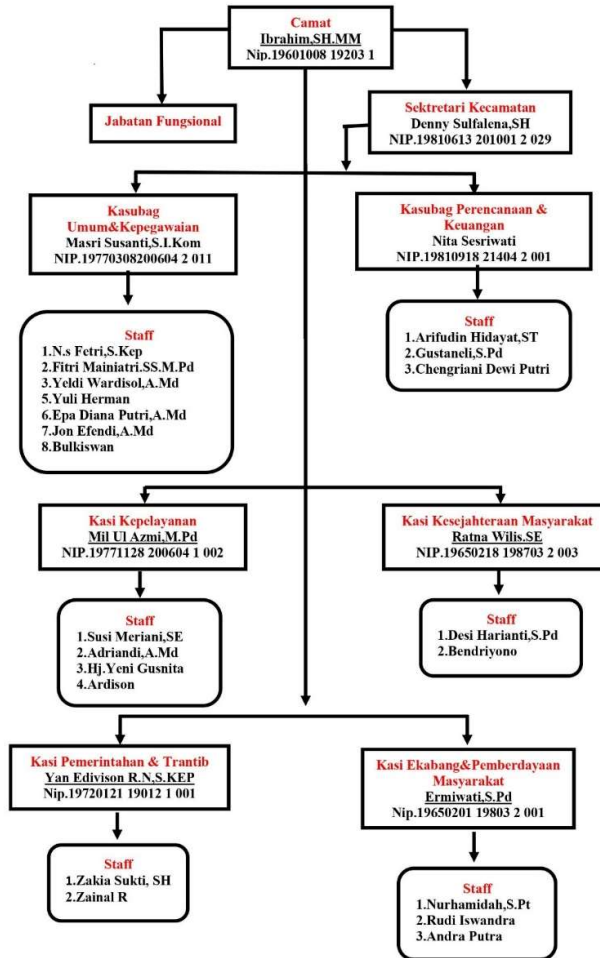 Camat
Ibrahim,SH.MM
Nip.19601008 19203 1
Jabatan Fungsional
Sektretari Kecamatan
Denny Sulfalena,SH
NIP.19810613 201001 2 029
Kasubag
Umum&Kepegawaian
Masri Susanti,S.I.Kom
NIP.19770308200604 2 011
Kasubag Perencanaan &
Keuangan
Nita Sesriwati
NIP.19810918 21404 2 001
Staff
1.N.s Fetri,S.Kep
2.Fitri Mainiatri.SS.M.Pd
3.Yeldi Wardisol,A.Md
5.Yuli Herman
6.Epa Diana Putri,A.Md
7.Jon Efendi,A.Md
8.Bulkiswan
Staff
1.Arifudin Hidayat,ST
2.Gustaneli,S.Pd
3.Chengriani Dewi Putri
Kasi Kepelayanan
Mil Ul Azmi,M.Pd
NIP.19771128 200604 1 002
Kasi Kesejahteraan Masyarakat
Ratna Wilis.SE
NIP.19650218 198703 2 003
Staff
1.Susi Meriani,SE
2.Adriandi,A.Md
3.Hj.Yeni Gusnita
4.Ardison
Staff
1.Desi Harianti,S.Pd
2.Bendriyono
Kasi Pemerintahan & Trantib
Yan Edivison R.N,S.KEP
Nip.19720121 19012 1 001
Kasi Ekabang&Pemberdayaan
Masyarakat
Ermiwati,S.Pd
Nip.19650201 19803 2 001
Staff
1.Zakia Sukti, SH
2.Zainal R
Staff
1.Nurhamidah,S.Pt
2.Rudi Iswandra
3.Andra Putra